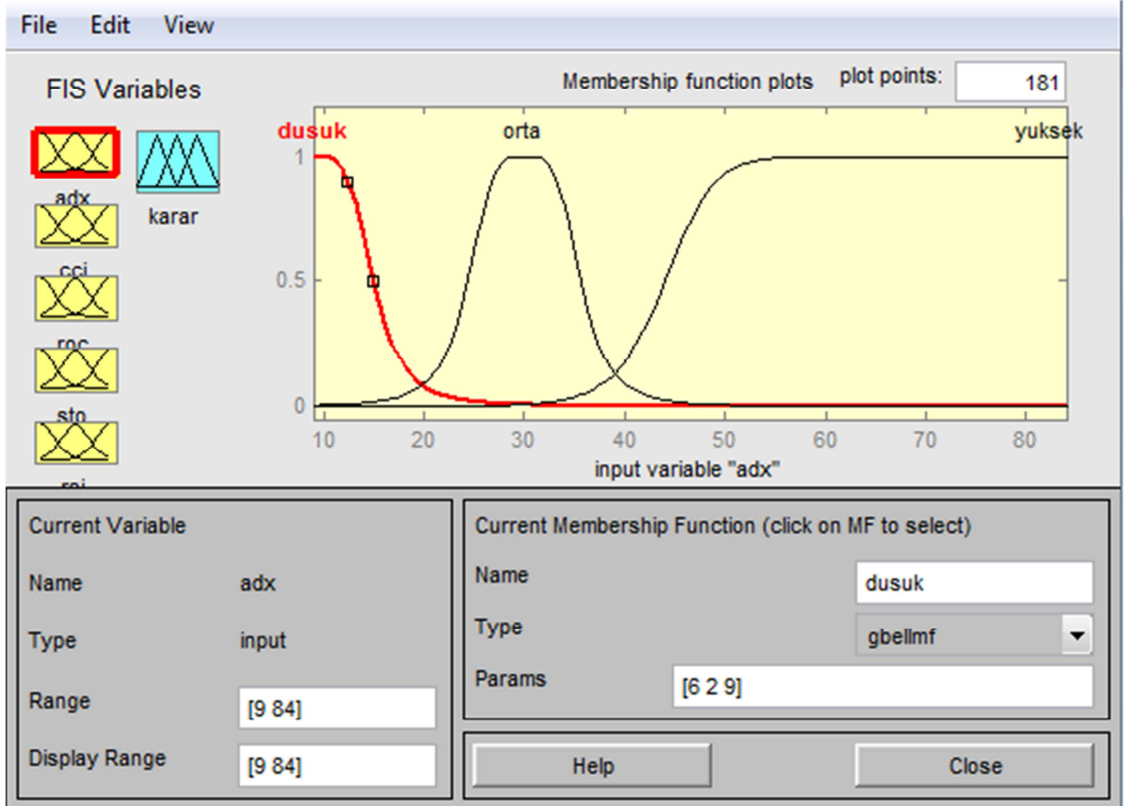 File Edit View
FIS Variables
Membership function plots plot points: 181
adx
karar
cci
roc
sto
rsi
dusuk orta yuksek
1
0.5
0
10 20 30 40 50 60 70 80
input variable "adx"
Current Variable
Name adx
Type input
Range [9 84]
Display Range [9 84]
Current Membership Function (click on MF to select)
Name dusuk
Type gbellmf
Params [6 2 9]
Help Close